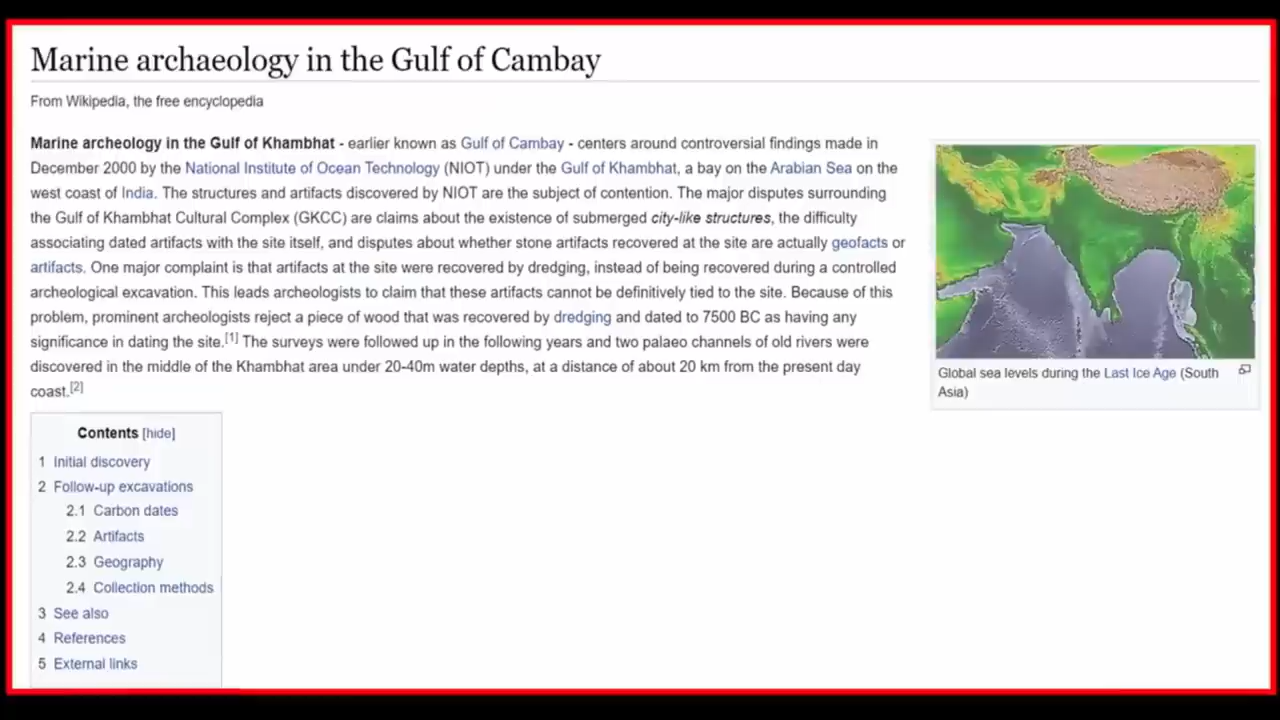 Marine archaeology in the Gulf of Cambay
From Wikipedia, the free encyclopedia
Marine archeology in the Gulf of Khambhat - earlier known as Gulf of Cambay - centers around controversial findings made in
December 2000 by the National Institute of Ocean Technology (NIOT) under the Gulf of Khambhat, a bay on the Arabian Sea on the
west coast of India. The structures and artifacts discovered by NIOT are the subject of contention. The major disputes surrounding
the Gulf of Khambhat Cultural Complex (GKCC) are claims about the existence of submerged city-like structures, the difficulty
associating dated artifacts with the site itself, and disputes about whether stone artifacts recovered at the site are actually geofacts or
artifacts. One major complaint is that artifacts at the site were recovered by dredging, instead of being recovered during a controlled
archeological excavation. This leads archeologists to claim that these artifacts cannot be definitively tied to the site. Because of this
problem, prominent archeologists reject a piece of wood that was recovered by dredging and dated to 7500 BC as having any
significance in dating the site.[1] The surveys were followed up in the following years and two palaeo channels of old rivers were
discovered in the middle of the Khambhat area under 20-40m water depths, at a distance of about 20 km from the present day
coast.[2]
Global sea levels during the Last Ice Age (South
Asia)
Contents [hide]
1 Initial discovery
2 Follow-up excavations
2.1 Carbon dates
2.2 Artifacts
2.3 Geography
2.4 Collection methods
3 See also
4 References
5 External links